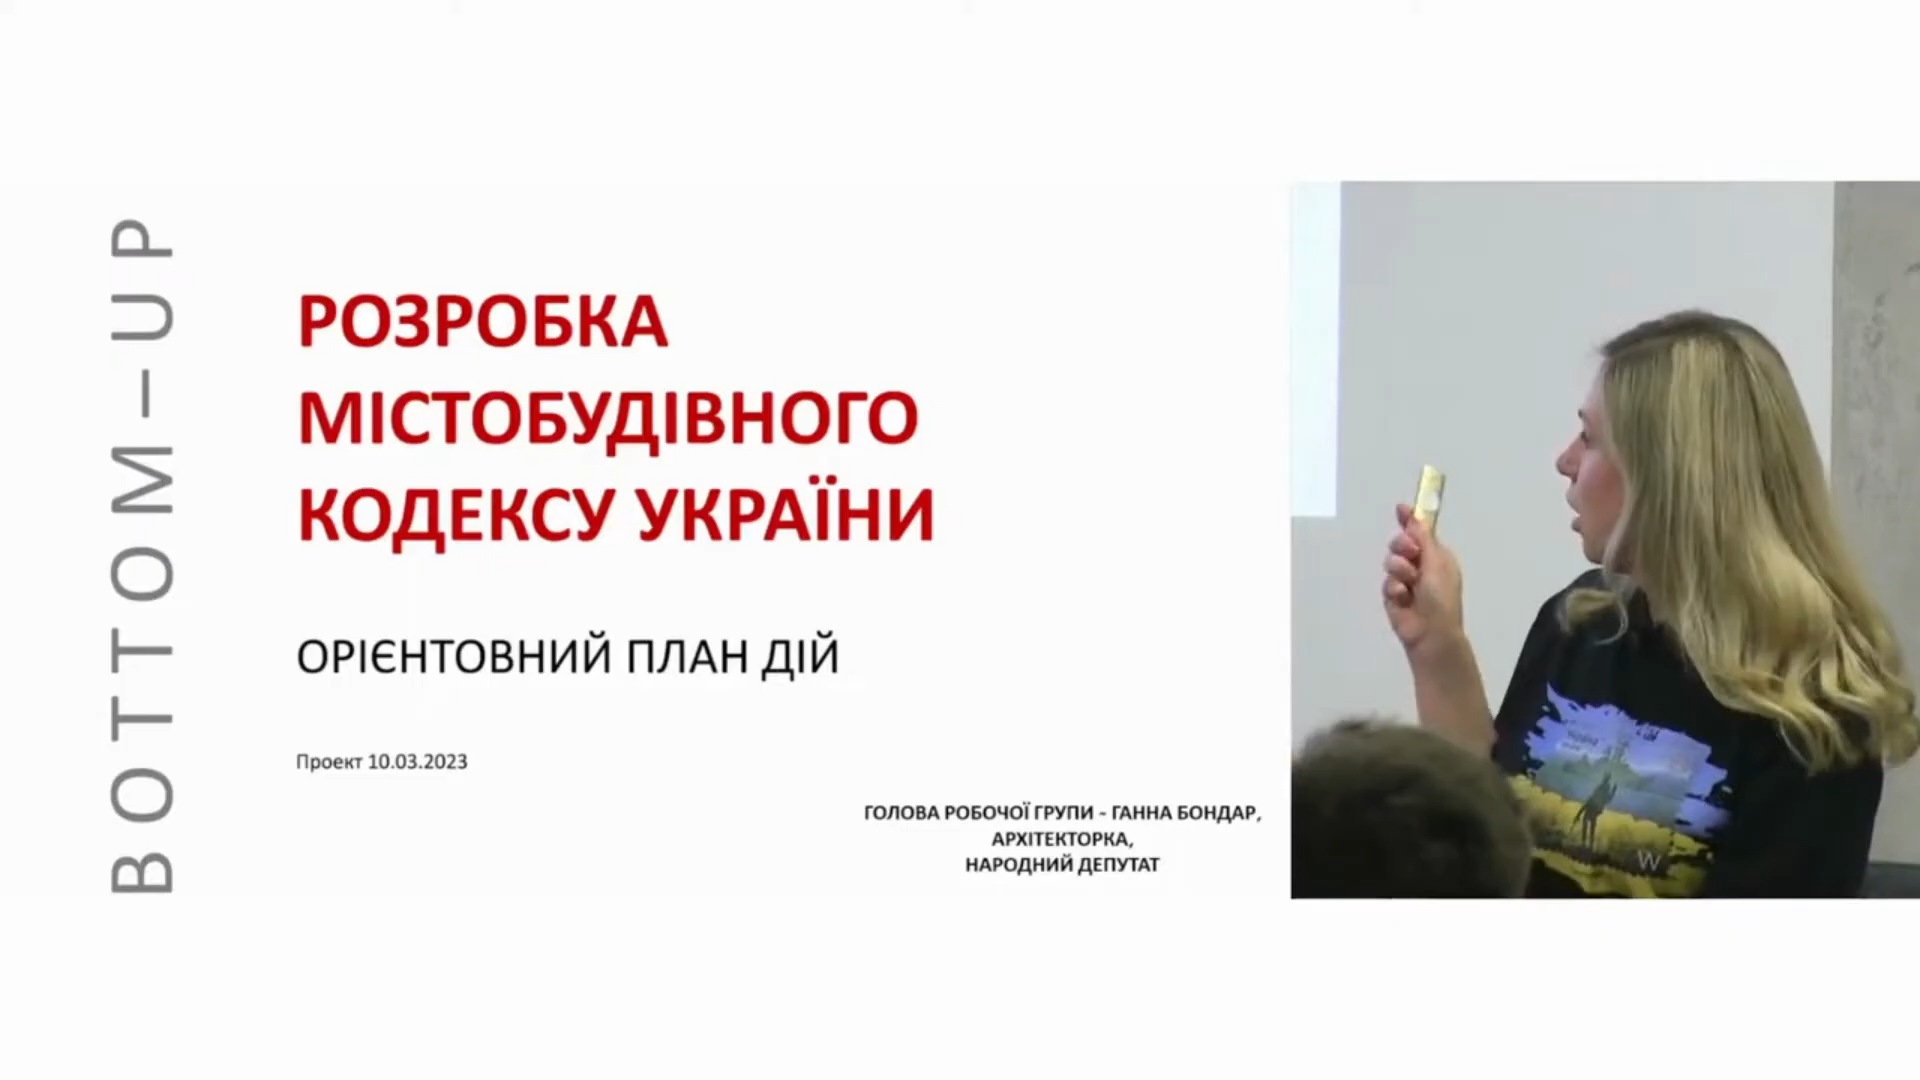 BOTTOM–UP
РОЗРОБКА
МІСТОБУДІВНОГО
КОДЕКСУ УКРАЇНИ
ОРІЄНТОВНИЙ ПЛАН ДІЙ
Проект 10.03.2023
ГОЛОВА РОБОЧОЇ ГРУПИ - ГАННА БОНДАР,
АРХІТЕКТОРКА,
НАРОДНИЙ ДЕПУТАТ
W